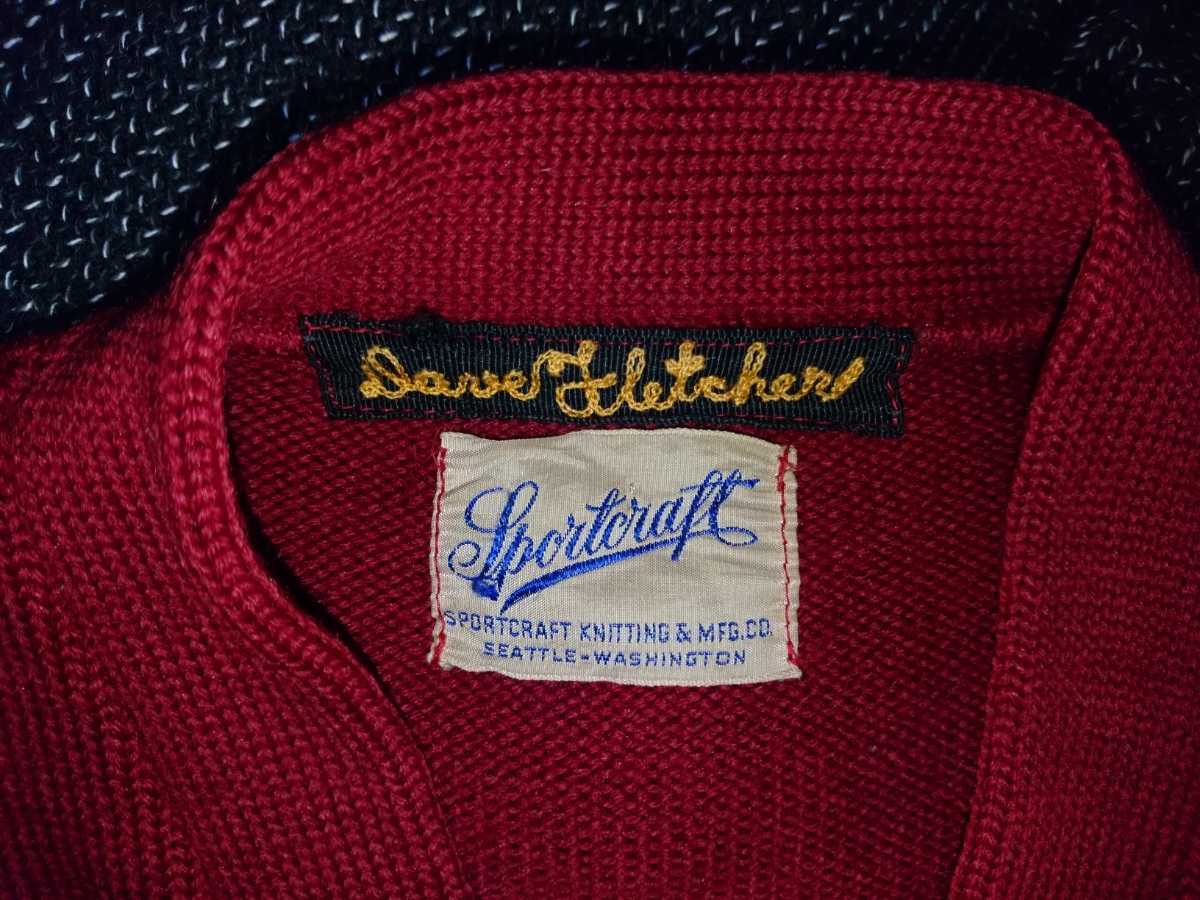 Dave Fletcher
Sportcraft
SPORTCRAFT KNITTING & MFG.CO.
SEATTLE-WASHINGTON